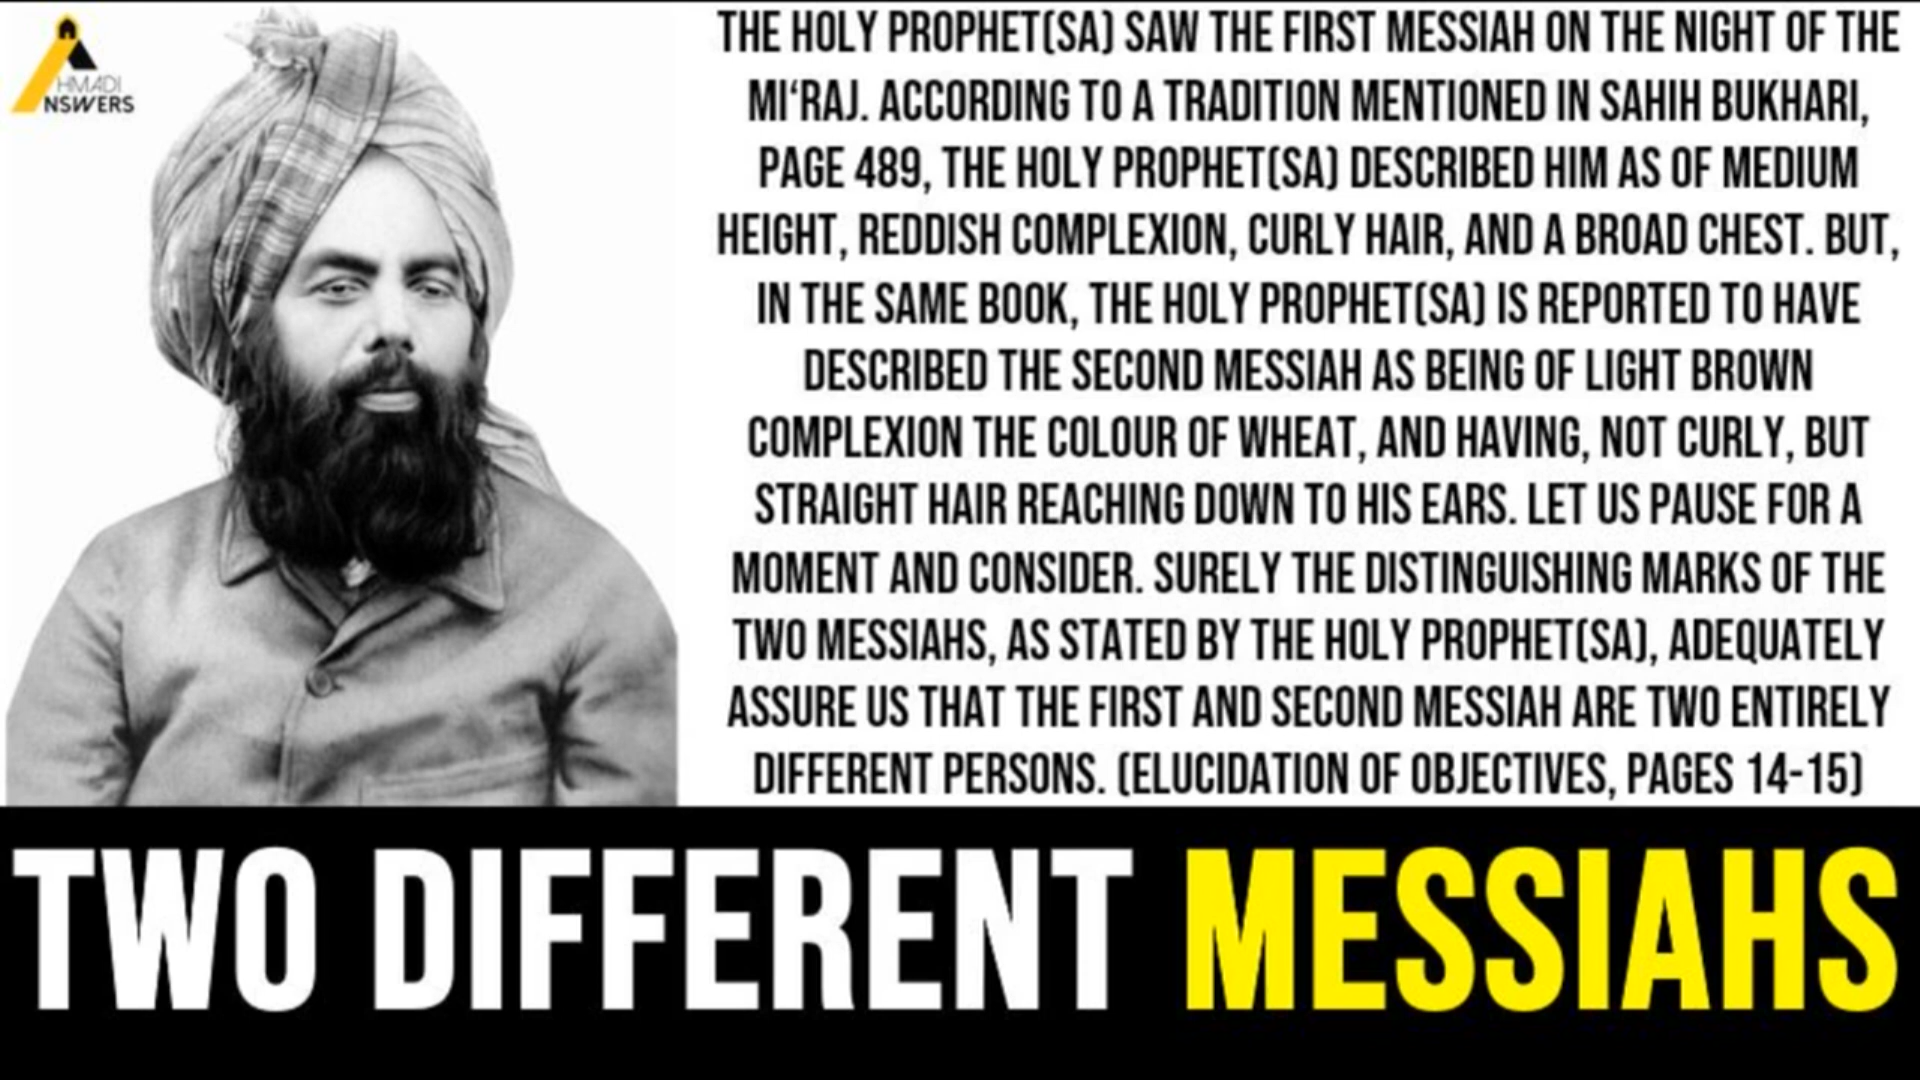 HMADI
NSWERS
THE HOLY PROPHET(SA) SAW THE FIRST MESSIAH ON THE NIGHT OF THE
MI‘RAJ. ACCORDING TO A TRADITION MENTIONED IN SAHIH BUKHARI,
PAGE 489, THE HOLY PROPHET(SA) DESCRIBED HIM AS OF MEDIUM
HEIGHT, REDDISH COMPLEXION, CURLY HAIR, AND A BROAD CHEST. BUT,
IN THE SAME BOOK, THE HOLY PROPHET(SA) IS REPORTED TO HAVE
DESCRIBED THE SECOND MESSIAH AS BEING OF LIGHT BROWN
COMPLEXION THE COLOUR OF WHEAT, AND HAVING, NOT CURLY, BUT
STRAIGHT HAIR REACHING DOWN TO HIS EARS. LET US PAUSE FOR A
MOMENT AND CONSIDER. SURELY THE DISTINGUISHING MARKS OF THE
TWO MESSIAHS, AS STATED BY THE HOLY PROPHET(SA), ADEQUATELY
ASSURE US THAT THE FIRST AND SECOND MESSIAH ARE TWO ENTIRELY
DIFFERENT PERSONS. (ELUCIDATION OF OBJECTIVES, PAGES 14-15)
TWO DIFFERENT MESSIAHS